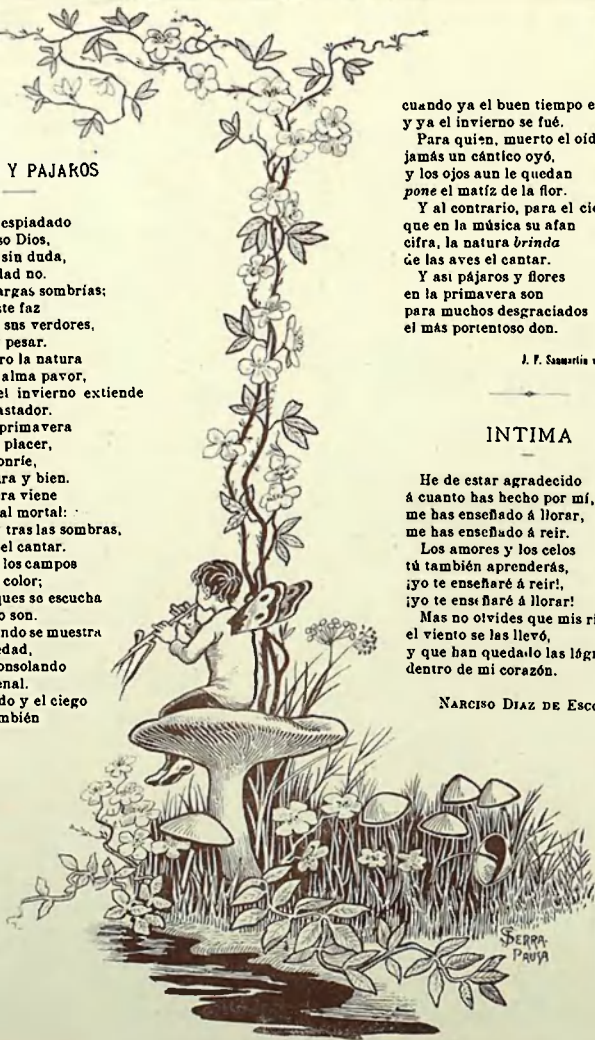 Y PAJAROS
espiadado
so Dios,
sin duda,
dad no.
argas sombrías;
ste faz
sus verdores,
pesar.
ro la natura
alma pavor,
el invierno extiende
astador.
primavera
placer,
onríe,
ra y bien.
ra viene
al mortal:
tras las sombras,
el cantar.
los campos
color;
ques se escucha
o son.
ndo se muestra
edad,
onsolando
enal.
do y el ciego
mbién
cuando ya el buen tiempo e
y ya el invierno se fué.
Para quien, muerto el oíd
jamás un cántico oyó,
y los ojos aun le quedan
pone el matíz de la flor.
Y al contrario, para el cie
que en la música su afan
cifra, la natura brinda
de las aves el cantar.
Y asi pájaros y flores
en la primavera son
para muchos desgraciados
el más portentoso don.
J. F. Sanmartín
INTIMA
He de estar agradecido
á cuanto has hecho por mí,
me has enseñado á llorar,
me has enseñado á reir.
Los amores y los celos
tú también aprenderás,
¡yo te enseñaré á reir!,
¡yo te enseñaré á llorar!
Mas no olvides que mis ri
el viento se las llevó,
y que han quedado las lágr
dentro de mi corazón.
NARCISO DIAZ DE ESCO
SERRA
PAUSA